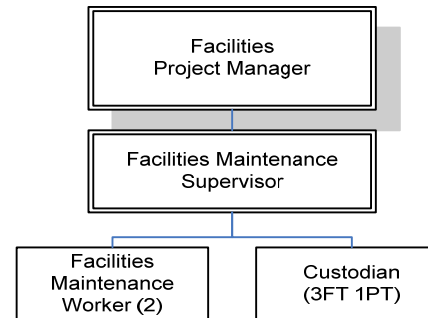 Facilities
Project Manager
Facilities Maintenance
Supervisor
Facilities
Maintenance
Worker (2)
Custodian
(3FT 1PT)